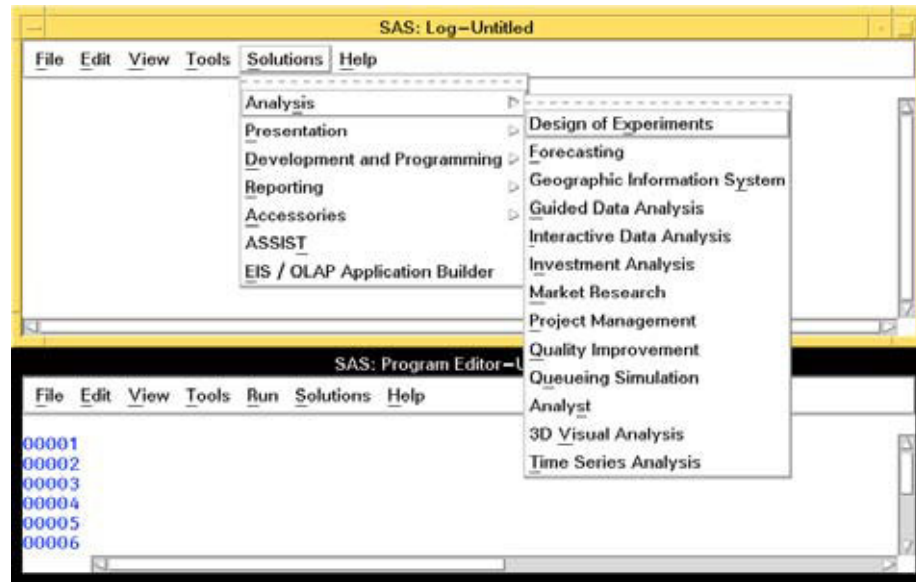 SAS: Log-Untitled
File Edit View Tools Solutions Help
Analysis
Presentation
Development and Programming
Reporting
Accessories
ASSIST
EIS / OLAP Application Builder
Design of Experiments
Forecasting
Geographic Information System
Guided Data Analysis
Interactive Data Analysis
Investment Analysis
Market Research
Project Management
Quality Improvement
Queueing Simulation
Analyst
3D Visual Analysis
Time Series Analysis
SAS: Program Editor-U
File Edit View Tools Run Solutions Help
00001
00002
00003
00004
00005
00006